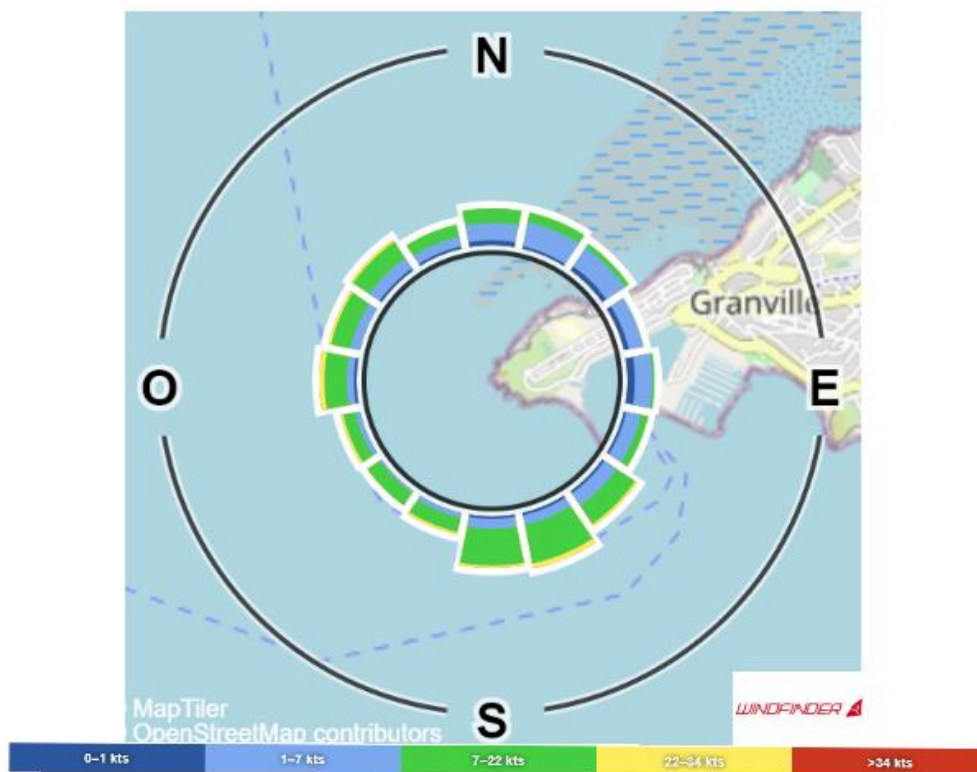 N
Granville
O
E
S
MapTiler
OpenStreetMap contributors
WINDFINDER
0–1 kts
1–7 kts
7–22 kts
22–34 kts
>34 kts